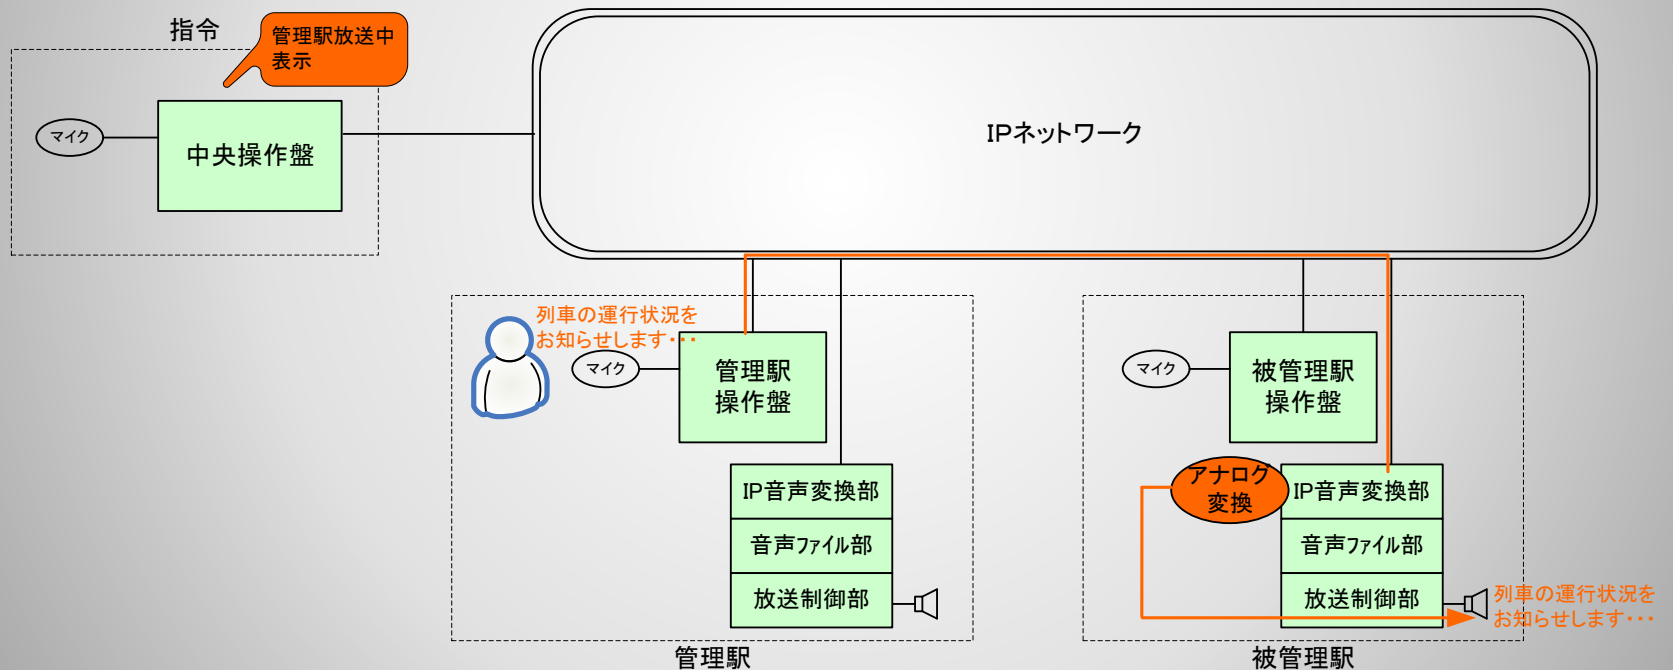 指令
管理駅放送中
表示
マイク
中央操作盤
IPネットワーク
列車の運行状況を
お知らせします・・・
マイク
管理駅
操作盤
IP音声変換部
音声ファイル部
放送制御部
管理駅
マイク
被管理駅
操作盤
アナログ
変換
IP音声変換部
音声ファイル部
放送制御部
列車の運行状況を
お知らせします・・・
被管理駅